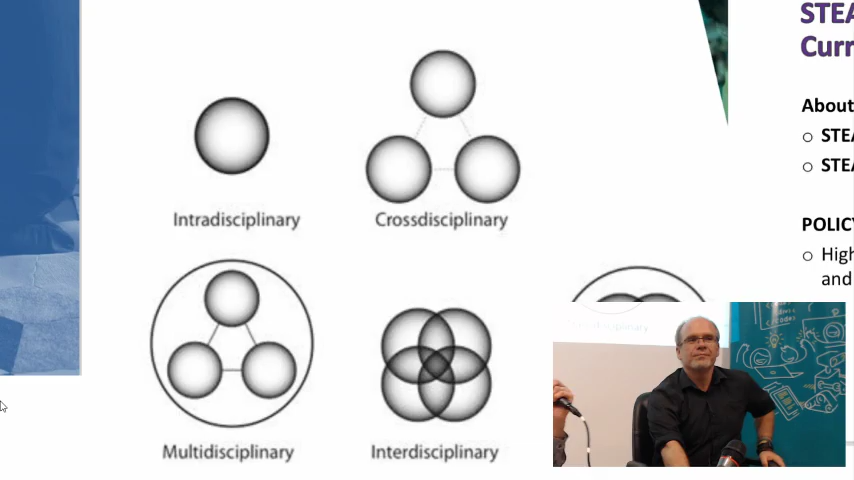 STEA
Curr
About
STEA
STEA
POLICY
High
and
Intradisciplinary
Crossdisciplinary
Multidisciplinary
Interdisciplinary